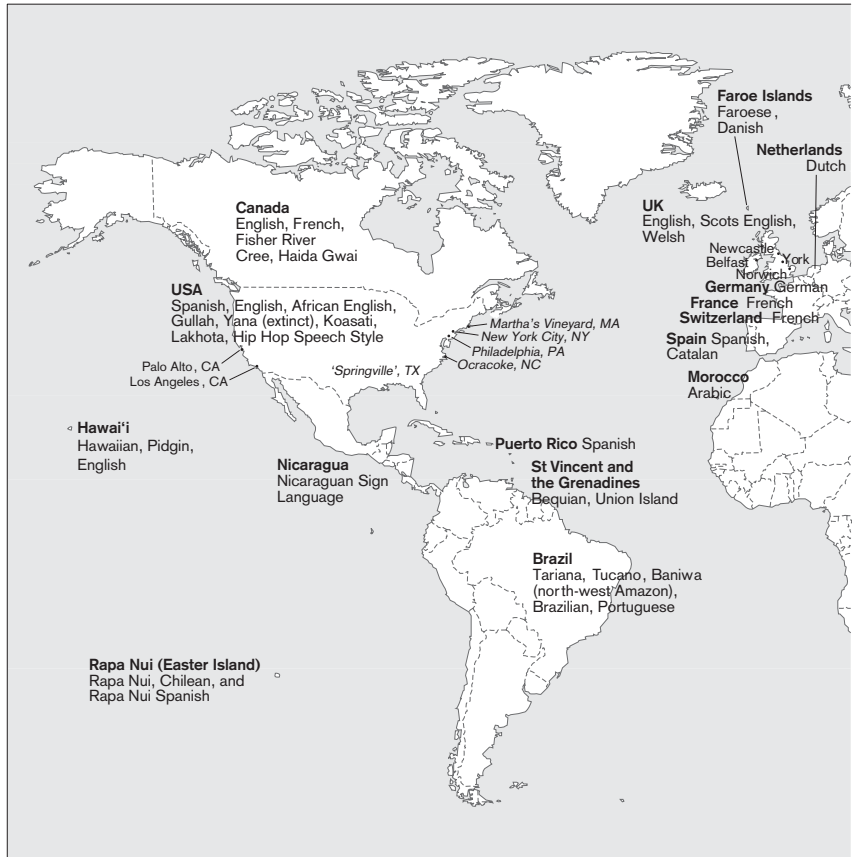 Faroe Islands
Faroese,
Danish
Netherlands
Dutch
Canada
English, French,
Fisher River
Cree, Haida Gwai
UK
English, Scots English,
Welsh
Newcastle
Belfast
York
Norwich
Germany German
France French
Switzerland French
USA
Spanish, English, African English,
Gullah, Yana (extinct), Koasati,
Lakhota, Hip Hop Speech Style
Martha's Vineyard, MA
New York City, NY
Philadelphia, PA
Ocracoke, NC
Palo Alto, CA
Los Angeles, CA
'Springville', TX
Spain Spanish,
Catalan
Morocco
Arabic
Hawai‘i
Hawaiian, Pidgin,
English
Puerto Rico Spanish
Nicaragua
Nicaraguan Sign
Language
St Vincent and
the Grenadines
Bequian, Union Island
Brazil
Tariana, Tucano, Baniwa
(north-west Amazon),
Brazilian, Portuguese
Rapa Nui (Easter Island)
Rapa Nui, Chilean, and
Rapa Nui Spanish